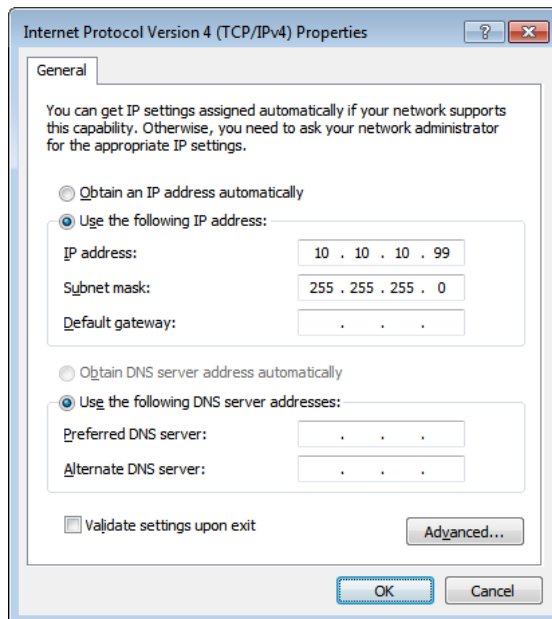 Internet Protocol Version 4 (TCP/IPv4) Properties
?
General
You can get IP settings assigned automatically if your network supports
this capability. Otherwise, you need to ask your network administrator
for the appropriate IP settings.
Obtain an IP address automatically
Use the following IP address:
IP address: 10 . 10 . 10 . 99
Subnet mask: 255 . 255 . 255 . 0
Default gateway: . . .
Obtain DNS server address automatically
Use the following DNS server addresses:
Preferred DNS server: . . .
Alternate DNS server: . . .
Validate settings upon exit
Advanced...
OK Cancel